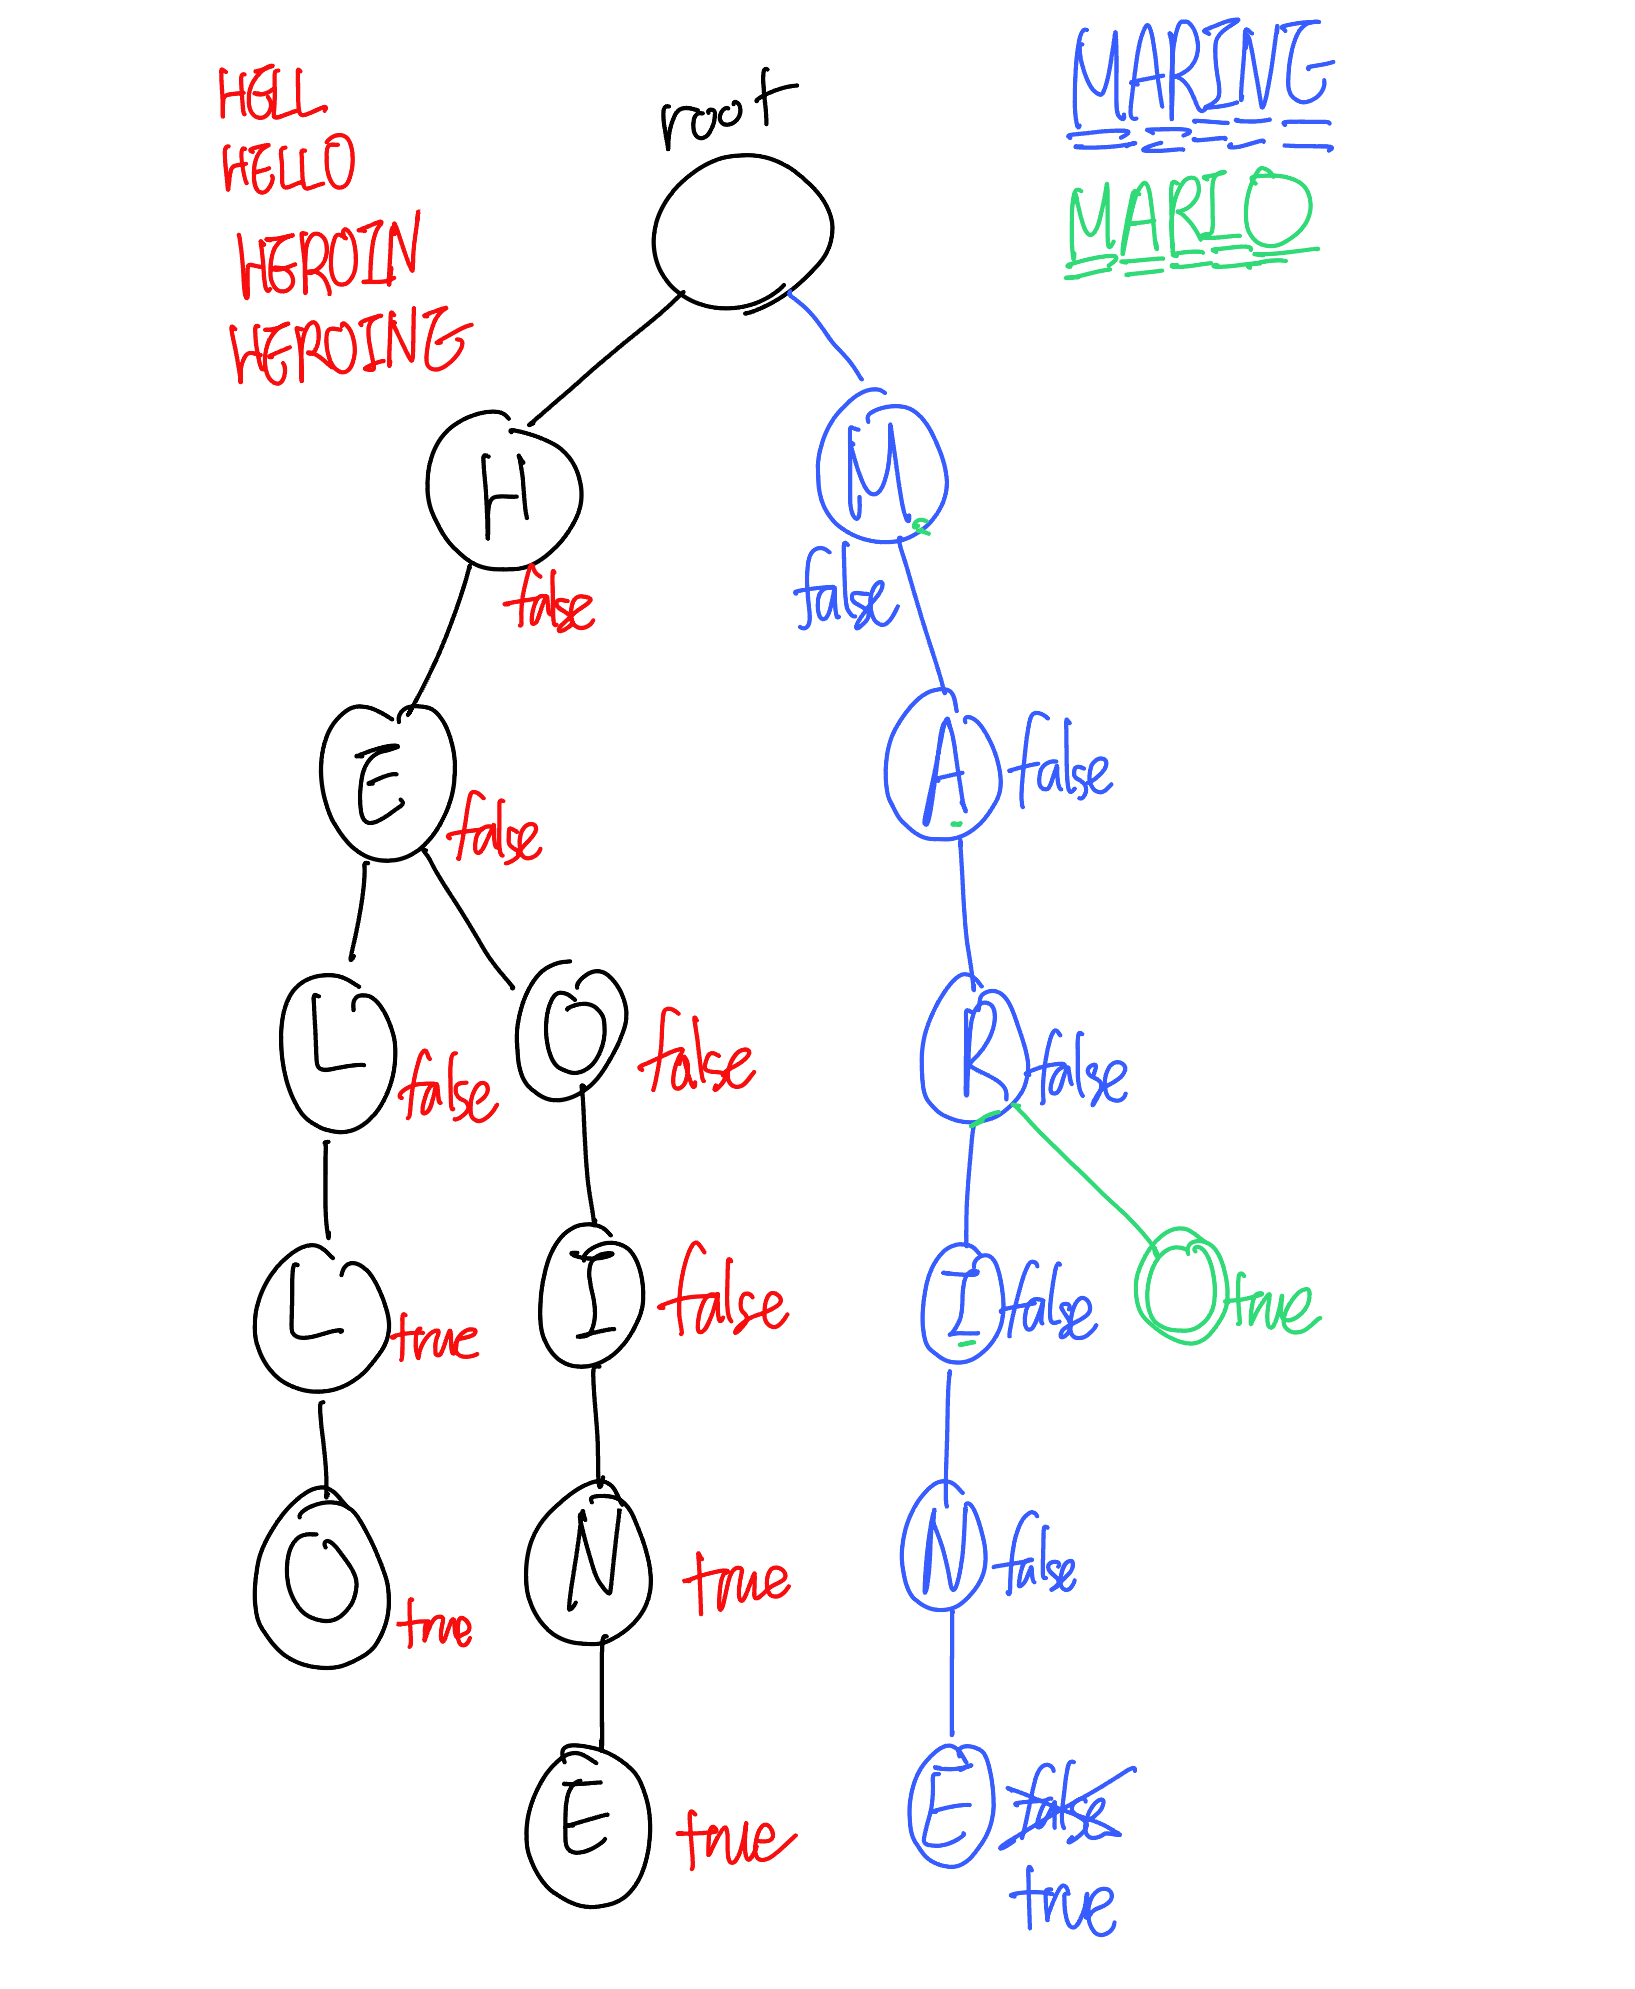 root
MARINE
MARIO
HELL
HELLO
HEROIN
HEROINE
H
false
M
false
E
false
A
false
L
false
O
false
R
false
L
true
I
false
I
false
O
true
O
true
N
true
N
false
E
true
E
false
true